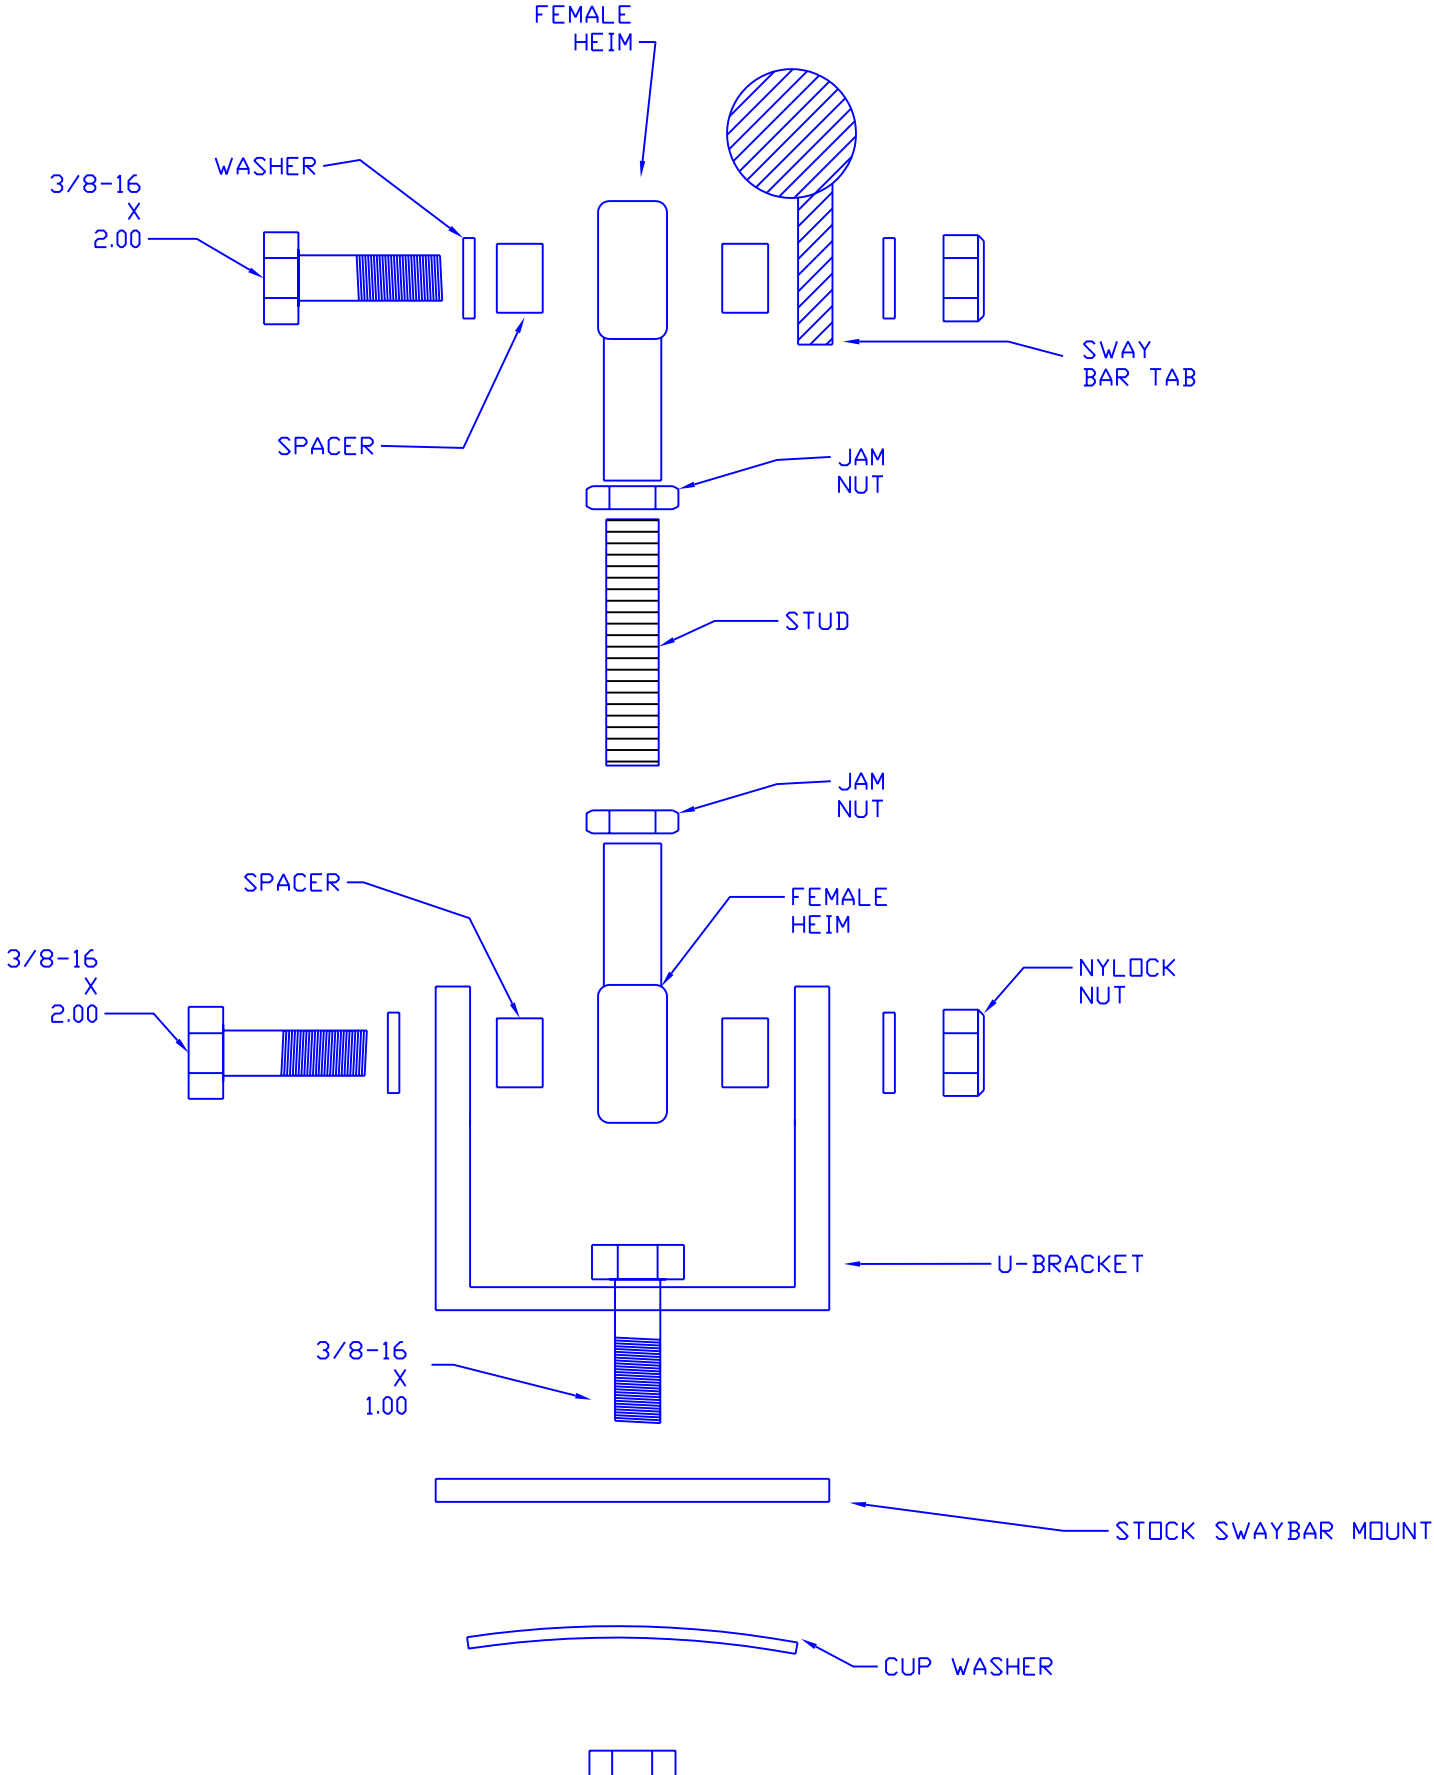 FEMALE
HEIM
WASHER
3/8-16
X
2.00
SWAY
BAR TAB
SPACER
JAM
NUT
STUD
JAM
NUT
SPACER
FEMALE
HEIM
3/8-16
X
2.00
NYLOCK
NUT
U-BRACKET
3/8-16
X
1.00
STOCK SWAYBAR MOUNT
CUP WASHER